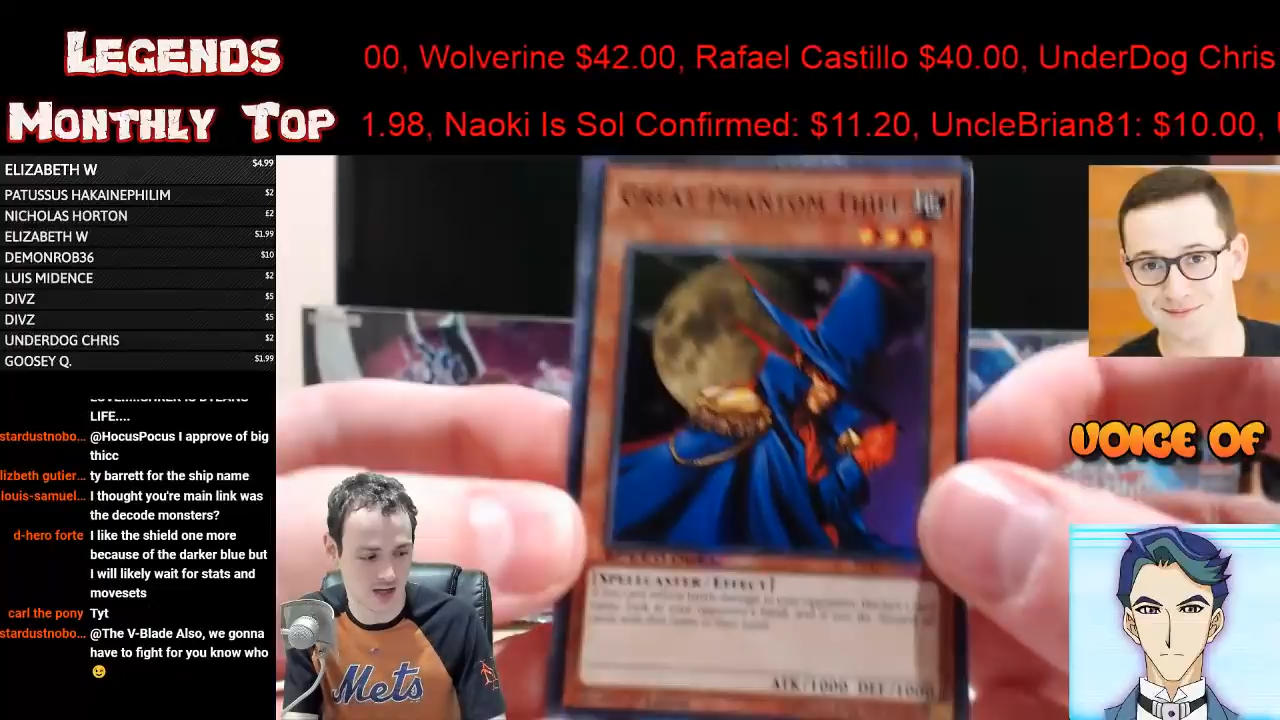 LEGENDS
00, Wolverine $42.00, Rafael Castillo $40.00, UnderDog Chris
MONTHLY TOP
1.98, Naoki Is Sol Confirmed: $11.20, UncleBrian81: $10.00,
ELIZABETH W $4.99
PATUSSUS HAKAINEPHILIM $2
NICHOLAS HORTON £2
ELIZABETH W $1.99
DEMONROB36 $10
LUIS MIDENCE $2
DIVZ $5
DIVZ $5
UNDERDOG CHRIS $2
GOOSEY Q. $1.99
LIFE....
stardustnobo... @HocusPocus I approve of big
thicc
lizbeth gutier... ty barrett for the ship name
louis-samuel... I thought you're main link was
the decode monsters?
d-hero forte I like the shield one more
because of the darker blue but
I will likely wait for stats and
movesets
carl the pony Tyt
stardustnobo... @The V-Blade Also, we gonna
have to fight for you know who
GREAT PHANTOM THIEF
[SPELLCASTER/EFFECT]
ATK/1000 DEF/1000
Mets
VOICE OF